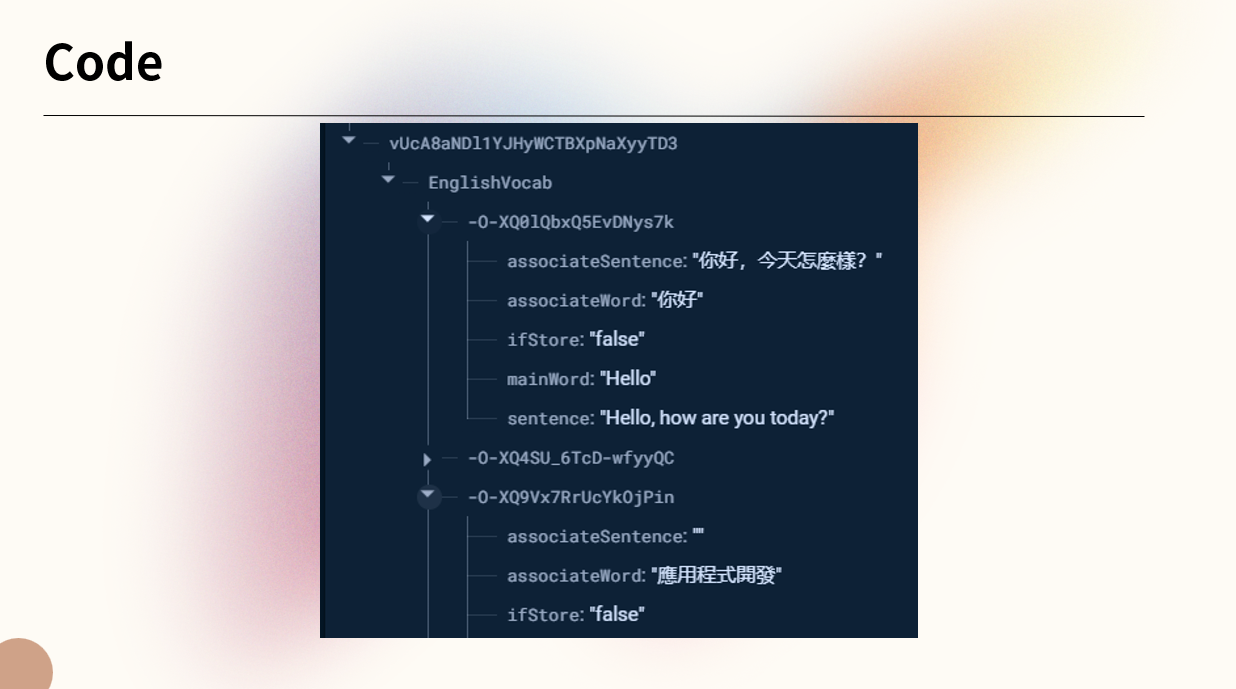 Code
vUcA8aNDl1YJHyWCTBXpNaXyyTD3
EnglishVocab
-O-XQ0lQbxQ5EvDNys7k
associateSentence: "你好，今天怎麼樣？"
associateWord: "你好"
ifStore: "false"
mainWord: "Hello"
sentence: "Hello, how are you today?"
-O-XQ4SU_6TcD-wfyyQC
-O-XQ9Vx7RrUcYkOjPin
associateSentence: ""
associateWord: "應用程式開發"
ifStore: "false"